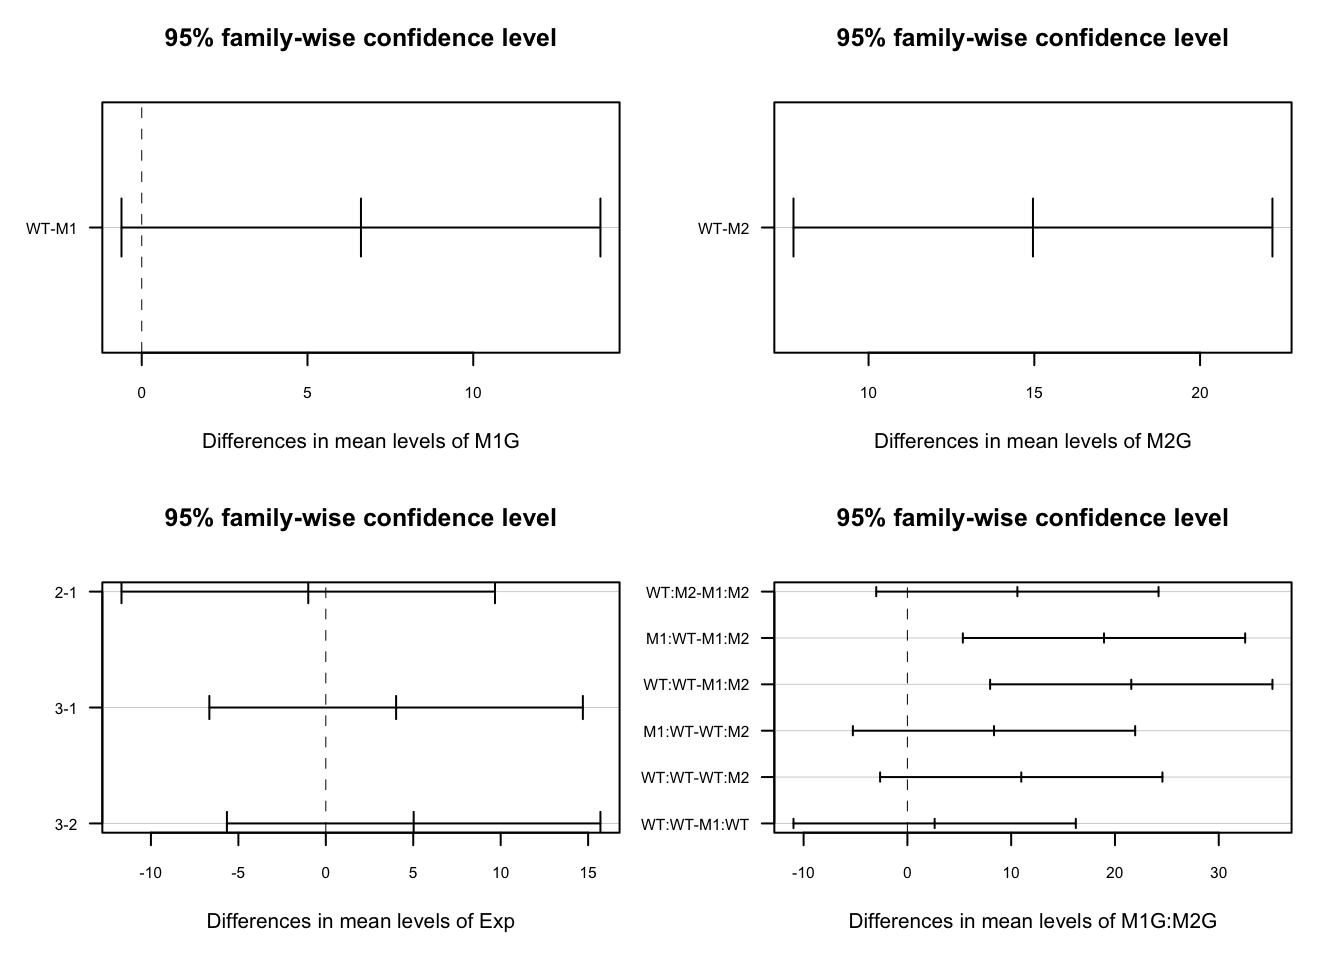 95% family-wise confidence level
WT-M1
0 5 10
Differences in mean levels of M1G
95% family-wise confidence level
WT-M2
10 15 20
Differences in mean levels of M2G
95% family-wise confidence level
2-1
3-1
3-2
-10 -5 0 5 10 15
Differences in mean levels of Exp
95% family-wise confidence level
WT:M2-M1:M2
M1:WT-M1:M2
WT:WT-M1:M2
M1:WT-WT:M2
WT:WT-WT:M2
WT:WT-M1:WT
-10 0 10 20 30
Differences in mean levels of M1G:M2G